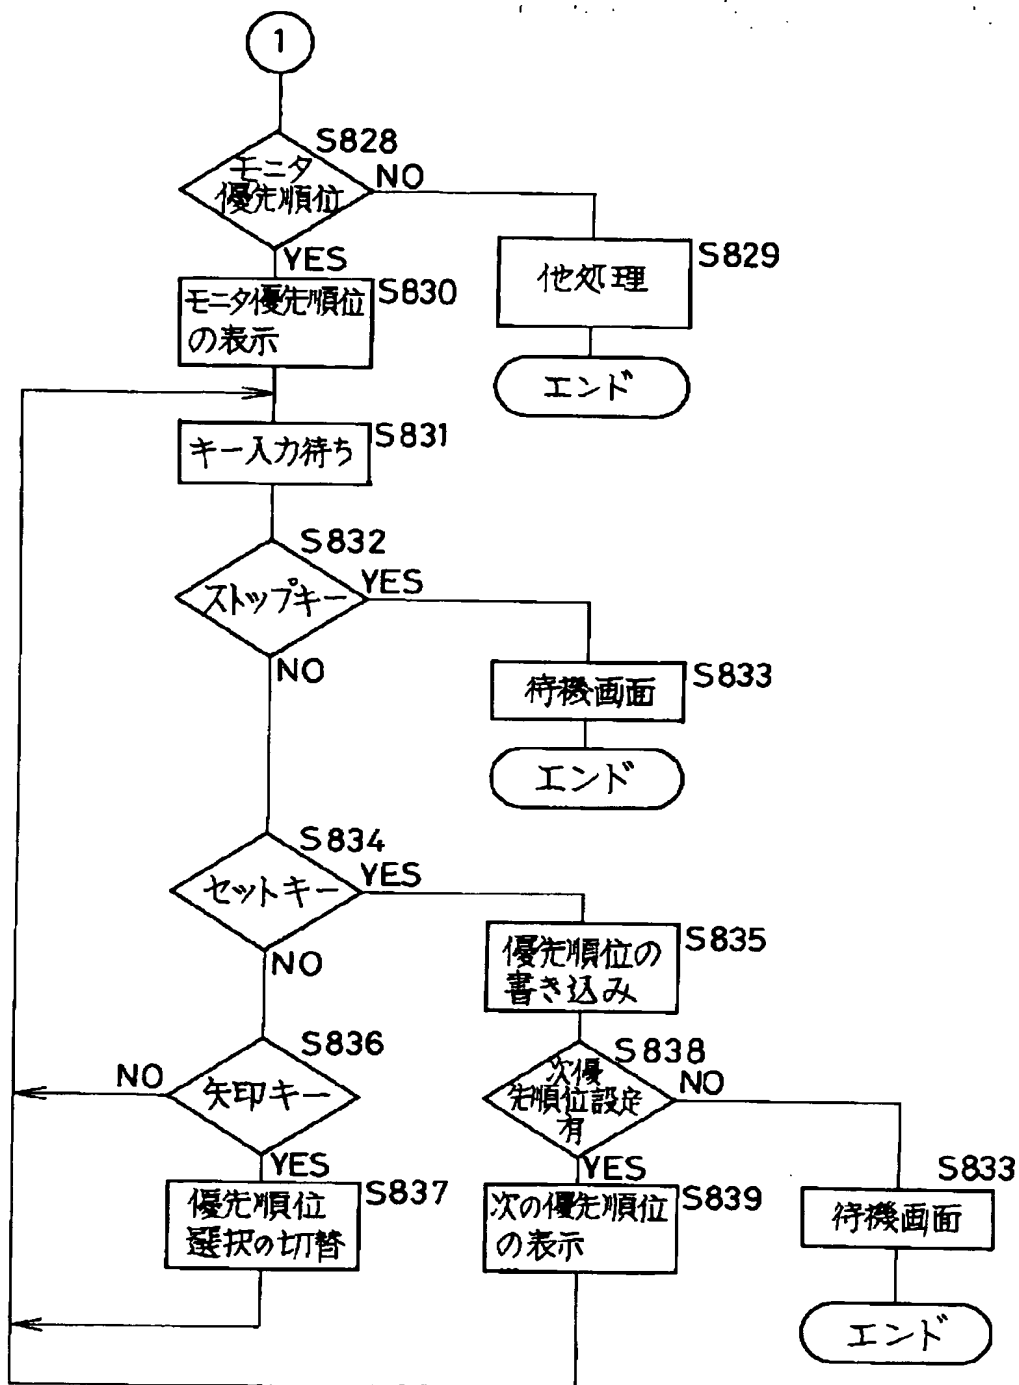 1
S828
モニタ
優先順位
NO
YES
S829
他処理
S830
モニタ優先順位
の表示
エンド
S831
キー入力待ち
S832
ストップキー
YES
NO
S833
待機画面
エンド
S834
セットキー
YES
NO
S835
優先順位の
書き込み
S836
矢印キー
NO
YES
S838
次優
先順位設定
有
NO
YES
S837
優先順位
選択の切替
S839
次の優先順位
の表示
S833
待機画面
エンド